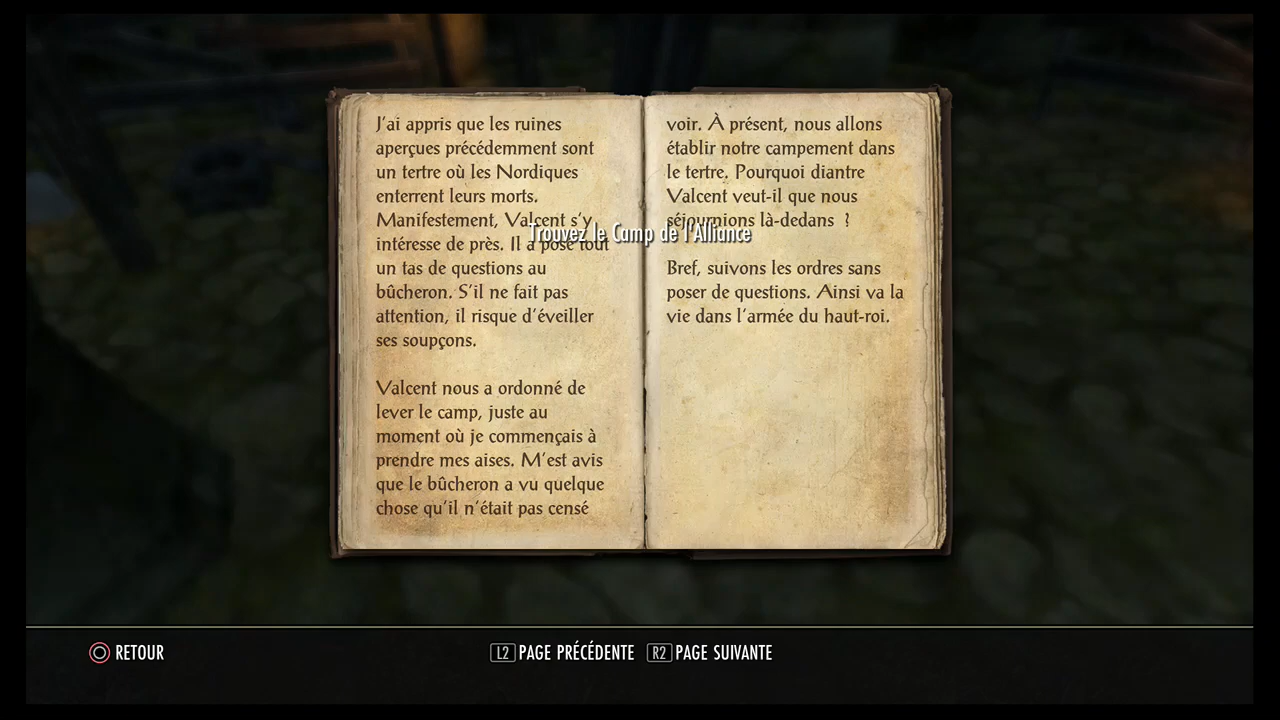 J'ai appris que les ruines
aperçues précédemment sont
un tertre où les Nordiques
enterrent leurs morts.
Manifestement, Valcent s'y
intéresse de près. Il a posé tout
un tas de questions au
bûcheron. S'il ne fait pas
attention, il risque d'éveiller
ses soupçons.
Valcent nous a ordonné de
lever le camp, juste au
moment où je commençais à
prendre mes aises. M'est avis
que le bûcheron a vu quelque
chose qu'il n'était pas censé
voir. À présent, nous allons
établir notre campement dans
le tertre. Pourquoi diantre
Valcent veut-il que nous
séjournions là-dedans ?
Bref, suivons les ordres sans
poser de questions. Ainsi va la
vie dans l'armée du haut-roi.
Trouvez le Camp de l'Alliance
RETOUR
L2 PAGE PRÉCÉDENTE R2 PAGE SUIVANTE